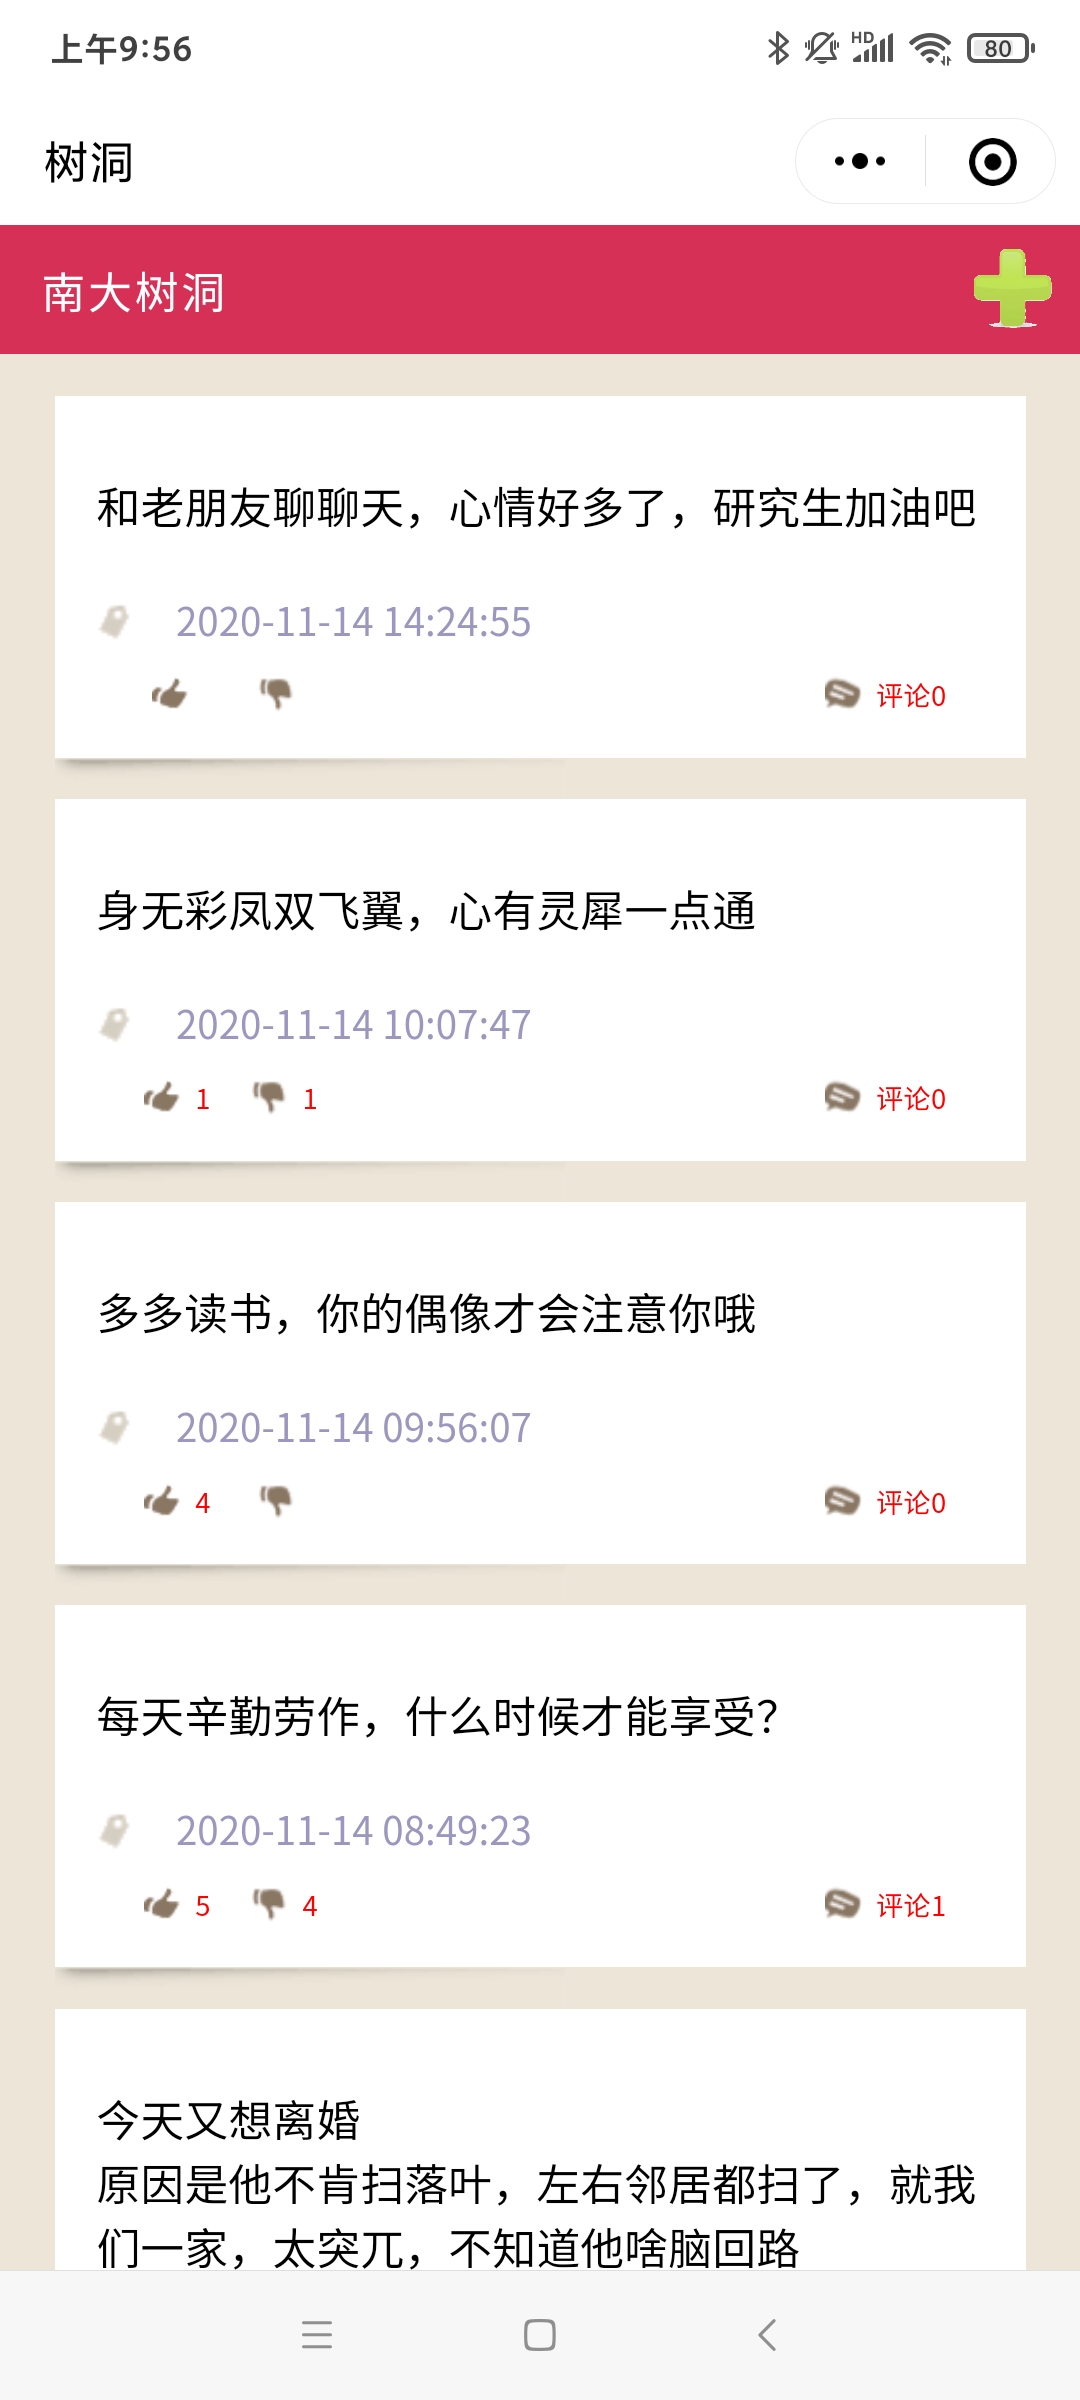 上午9:56
HD
80
树洞
南大树洞
和老朋友聊聊天，心情好多了，研究生加油吧
2020-11-14 14:24:55
评论0
身无彩凤双飞翼，心有灵犀一点通
2020-11-14 10:07:47
1 1 评论0
多多读书，你的偶像才会注意你哦
2020-11-14 09:56:07
4 评论0
每天辛勤劳作，什么时候才能享受？
2020-11-14 08:49:23
5 4 评论1
今天又想离婚
原因是他不肯扫落叶，左右邻居都扫了，就我
们一家，太突兀，不知道他啥脑回路